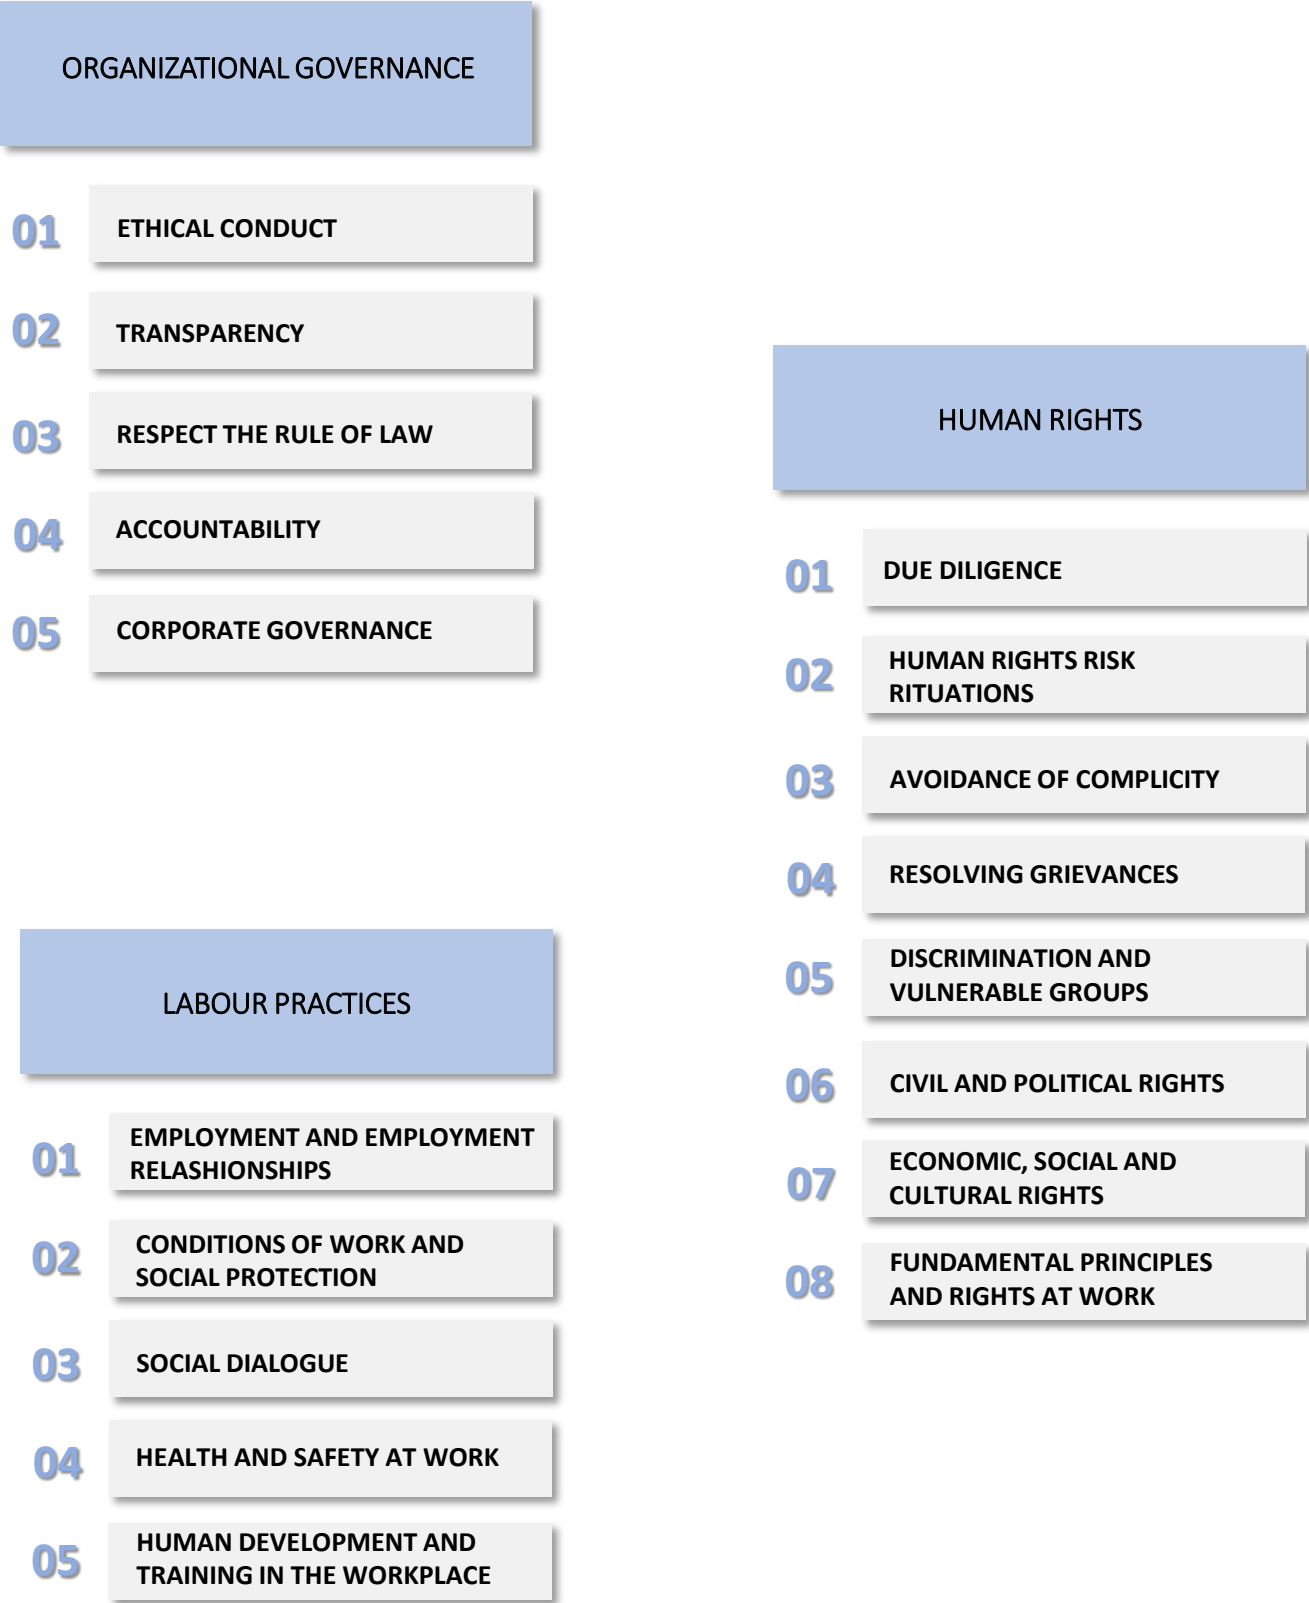 ORGANIZATIONAL GOVERNANCE
01 ETHICAL CONDUCT
02 TRANSPARENCY
03 RESPECT THE RULE OF LAW
04 ACCOUNTABILITY
05 CORPORATE GOVERNANCE
HUMAN RIGHTS
01 DUE DILIGENCE
02 HUMAN RIGHTS RISK
RITUATIONS
03 AVOIDANCE OF COMPLICITY
04 RESOLVING GRIEVANCES
05 DISCRIMINATION AND
VULNERABLE GROUPS
06 CIVIL AND POLITICAL RIGHTS
07 ECONOMIC, SOCIAL AND
CULTURAL RIGHTS
08 FUNDAMENTAL PRINCIPLES
AND RIGHTS AT WORK
LABOUR PRACTICES
01 EMPLOYMENT AND EMPLOYMENT
RELASHIONSHIPS
02 CONDITIONS OF WORK AND
SOCIAL PROTECTION
03 SOCIAL DIALOGUE
04 HEALTH AND SAFETY AT WORK
05 HUMAN DEVELOPMENT AND
TRAINING IN THE WORKPLACE